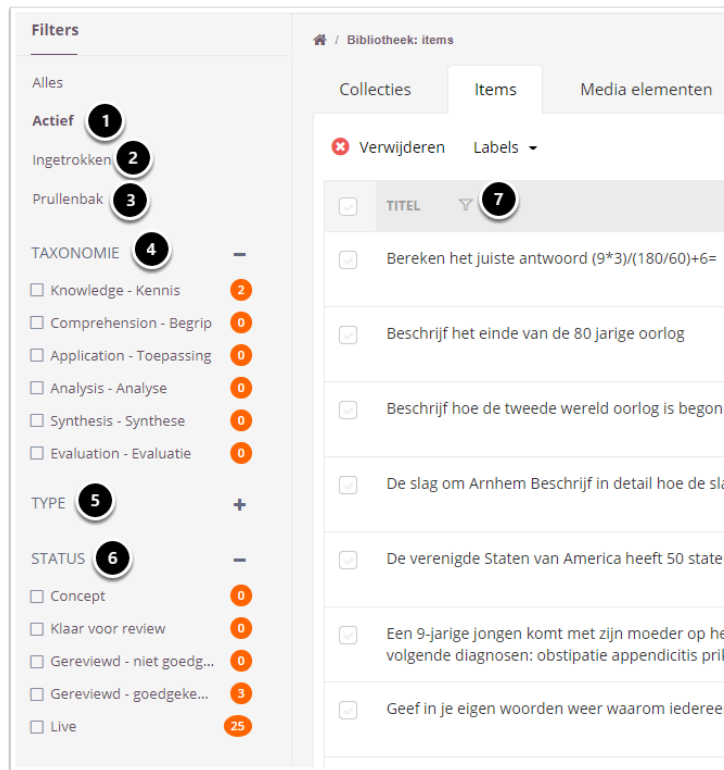 Filters
Alles
Actief 1
Ingetrokken 2
Prullenbak 3
TAXONOMIE 4
Knowledge - Kennis 2
Comprehension - Begrip 0
Application - Toepassing 0
Analysis - Analyse 0
Synthesis - Synthese 0
Evaluation - Evaluatie 0
TYPE 5
STATUS 6
Concept 0
Klaar voor review 0
Gereviewd - niet goedg... 0
Gereviewd - goedgeke... 3
Live 25
/ Bibliotheek: items
Collecties Items Media elementen
Verwijderen Labels
TITEL 7
Bereken het juiste antwoord (9*3)/(180/60)+6=
Beschrijf het einde van de 80 jarige oorlog
Beschrijf hoe de tweede wereld oorlog is begon
De slag om Arnhem Beschrijf in detail hoe de sla
De verenigde Staten van America heeft 50 state
Een 9-jarige jongen komt met zijn moeder op he
volgende diagnosen: obstipatie appendicitis prik
Geef in je eigen woorden weer waarom iederee